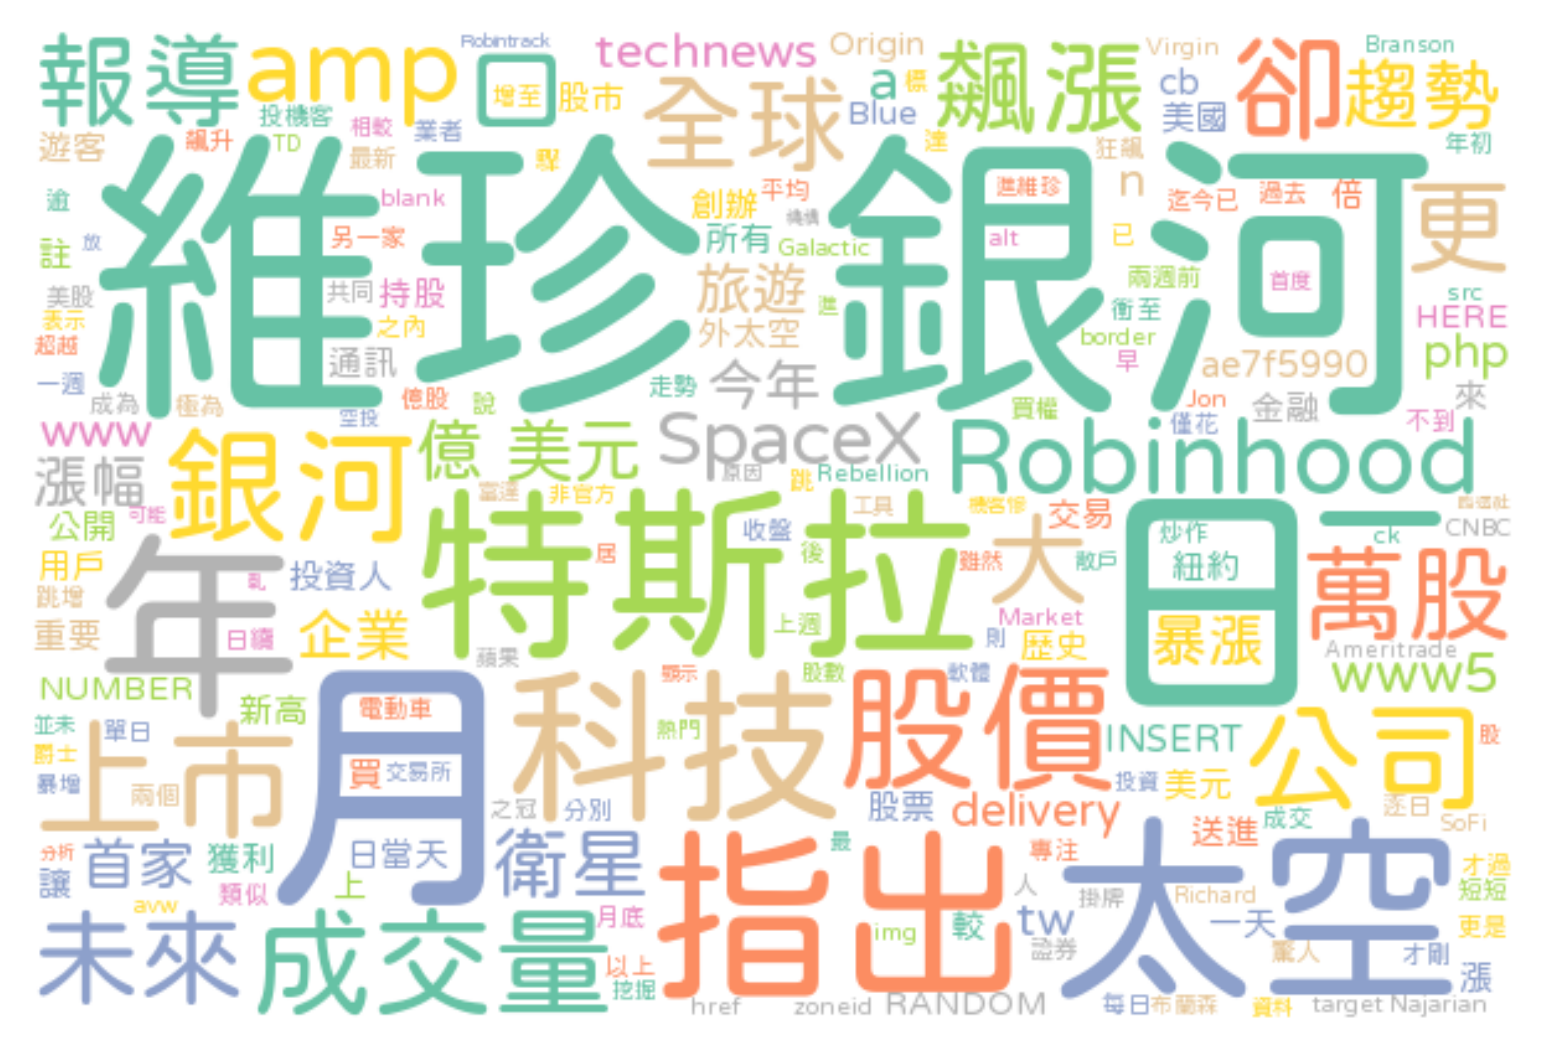 報導 amp 口 Robintrack technews Origin 飆漲 Virgin 卻 Branson
增至 股市 全球 a 標 cb 趨勢
投機客 Blue 美國
遊客 飆升 TD 相較 業者 達 狂飆 年初
最新 驟
維珍銀河
逾 blank 創辦 平均 進維珍 n 迄今已 過去 倍 更
註 放 另一家 所有 Galactic alt 已 首度
美股 共同 持股 旅遊 進 兩週前 src
表示 之內 外太空 衝至 HERE
超越 通訊 border php
一週 走勢 今年 早 ae7f5990
成為 極為 億股 說 買權 Jon 金融 來
www 空投 SpaceX 僅花 不到
漲幅 銀河 億 美元 原因 跳 Rebellion Robinhood
富達 非官方
公開 可能 特斯拉 收盤 工具 交易 日 一 CNBC
用戶 年 投資人 居 後 雖然 大 散戶 炒作 ck 萬股
跳增 亂 紐約
重要 日續 企業 上週 Market 則 歷史 暴漲 Ameritrade
蘋果 顯示 股數 軟體 www5
NUMBER 新高 月 電動車 科技 股價
並未 單日 上市 熱門 INSERT 公司 股
爵士 買 交易所
暴增 兩個 之冠 分別 股票 delivery 投資 美元 逐日
分析 首家 獲利 日當天 衛星 指出 最 送進 成交 SoFi
讓 類似 上 專注 太空 才過
avw 人 掛牌 Richard 短短
未來 成交量 月底 img 較 tw 一天 更是
以上 證券 驚人 才剛 漲
挖掘 href zoneid RANDOM 每日 布蘭森 資料 target Najarian